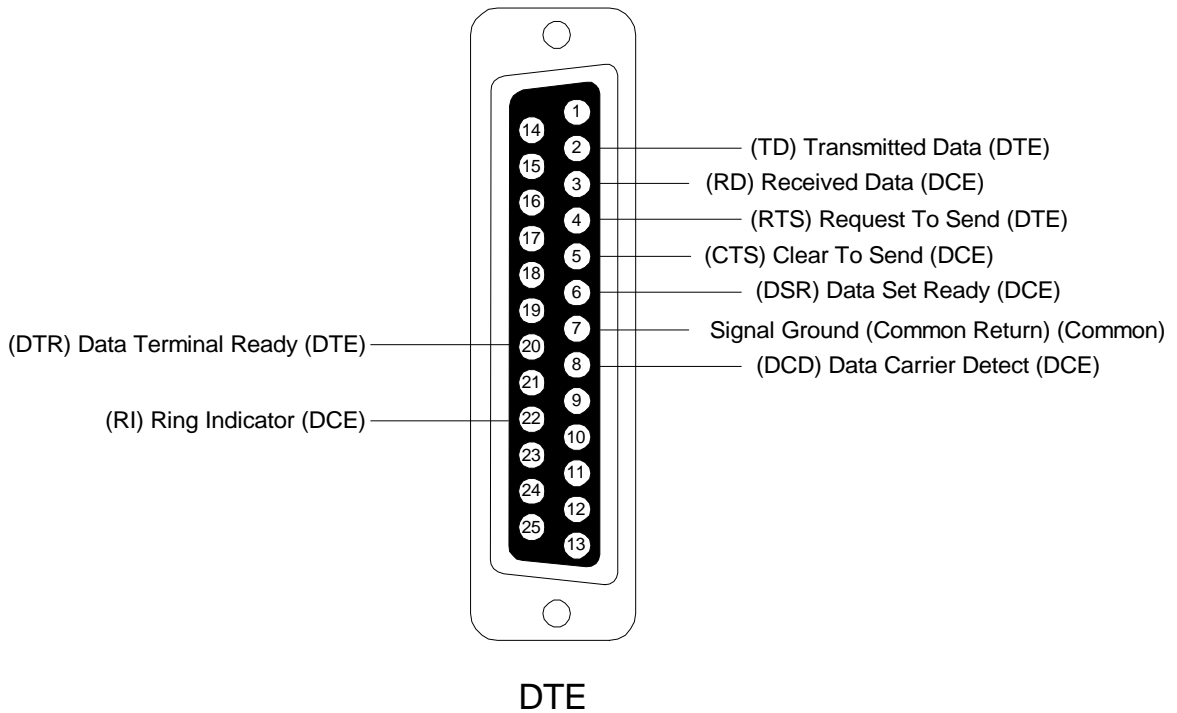 1
14
2
(TD) Transmitted Data (DTE)
15
3
(RD) Received Data (DCE)
16
4
(RTS) Request To Send (DTE)
17
5
(CTS) Clear To Send (DCE)
18
6
(DSR) Data Set Ready (DCE)
19
7
Signal Ground (Common Return) (Common)
(DTR) Data Terminal Ready (DTE)
20
8
(DCD) Data Carrier Detect (DCE)
21
9
(RI) Ring Indicator (DCE)
22
10
23
11
24
12
25
13
DTE